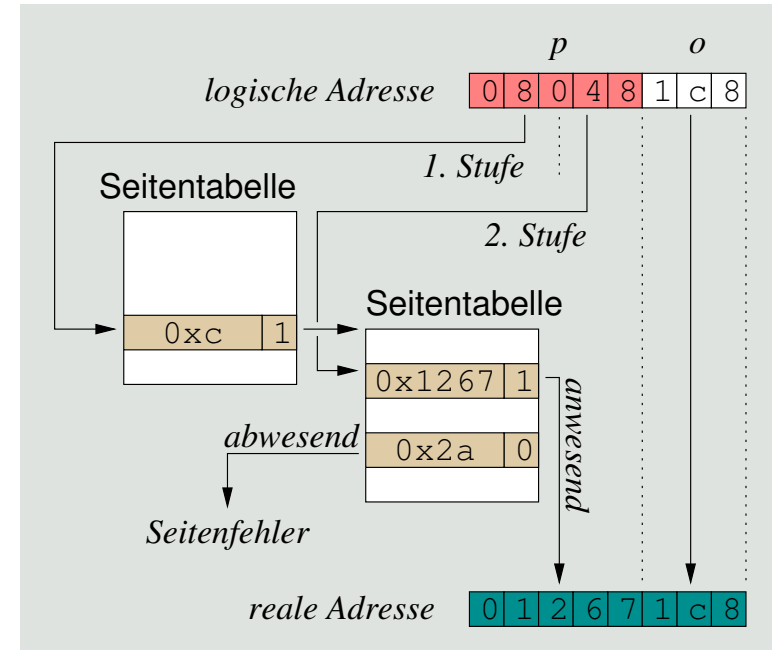 p o
logische Adresse 0 8 0 4 8 1 c 8
1. Stufe
Seitentabelle
2. Stufe
Seitentabelle
0xc 1
0x1267 1
anwesend
abwesend
0x2a 0
Seitenfehler
reale Adresse 0 1 2 6 7 1 c 8